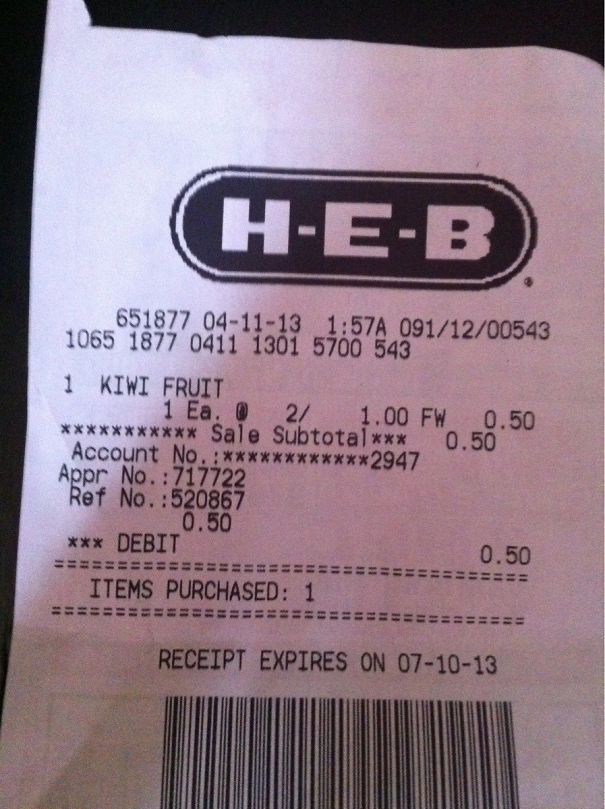 H-E-B
651877 04-11-13 1:57A 091/12/00543
1065 1877 0411 1301 5700 543
1 KIWI FRUIT
1 Ea. @ 2/ 1.00 FW 0.50
*********** Sale Subtotal*** 0.50
Account No.:************2947
Appr No.:717722
Ref No.:520867
0.50
*** DEBIT 0.50
========================================
ITEMS PURCHASED: 1
========================================
RECEIPT EXPIRES ON 07-10-13